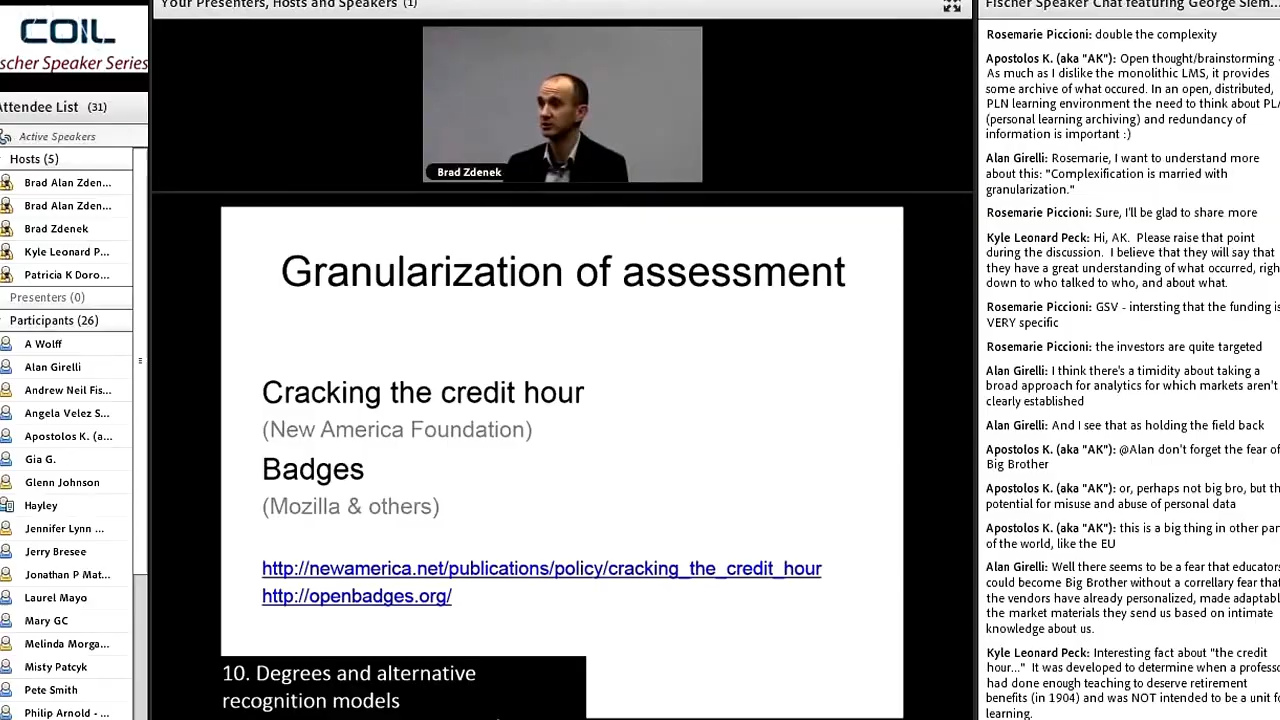 COIL
scher Speaker Series
Attendee List (31)
Active Speakers
Hosts (5)
Brad Alan Zden...
Brad Alan Zden...
Brad Zdenek
Kyle Leonard P...
Patricia K Doro...
Presenters (0)
Participants (26)
A Wolff
Alan Girelli
Andrew Neil Fis...
Angela Velez S...
Apostolos K. (a...
Gia G.
Glenn Johnson
Hayley
Jennifer Lynn ...
Jerry Bresee
Jonathan P Mat...
Laurel Mayo
Mary GC
Melinda Morga...
Misty Patcyk
Pete Smith
Philip Arnold - ...
Your Presenters, Hosts and Speakers (1)
Brad Zdenek
Granularization of assessment
Cracking the credit hour
(New America Foundation)
Badges
(Mozilla & others)
http://newamerica.net/publications/policy/cracking_the_credit_hour
http://openbadges.org/
10. Degrees and alternative
recognition models
Fischer Speaker Chat featuring George Siem...
Rosemarie Piccioni: double the complexity
Apostolos K. (aka "AK"): Open thought/brainstorming -
As much as I dislike the monolithic LMS, it provides
some archive of what occured. In an open, distributed,
PLN learning environment the need to think about PLA
(personal learning archiving) and redundancy of
information is important :)
Alan Girelli: Rosemarie, I want to understand more
about this: "Complexification is married with
granularization."
Rosemarie Piccioni: Sure, I'll be glad to share more
Kyle Leonard Peck: Hi, AK. Please raise that point
during the discussion. I believe that they will say that
they have a great understanding of what occurred, righ
down to who talked to who, and about what.
Rosemarie Piccioni: GSV - intersting that the funding is
VERY specific
Rosemarie Piccioni: the investors are quite targeted
Alan Girelli: I think there's a timidity about taking a
broad approach for analytics for which markets aren't
clearly established
Alan Girelli: And I see that as holding the field back
Apostolos K. (aka "AK"): @Alan don't forget the fear of
Big Brother
Apostolos K. (aka "AK"): or, perhaps not big bro, but th
potential for misuse and abuse of personal data
Apostolos K. (aka "AK"): this is a big thing in other par
of the world, like the EU
Alan Girelli: Well there seems to be a fear that educators
could become Big Brother without a correllary fear tha
the vendors have already personalized, made adaptabl
the market materials they send us based on intimate
knowledge about us.
Kyle Leonard Peck: Interesting fact about "the credit
hour..." It was developed to determine when a professo
had done enough teaching to deserve retirement
benefits (in 1904) and was NOT intended to be a unit fo
learning.